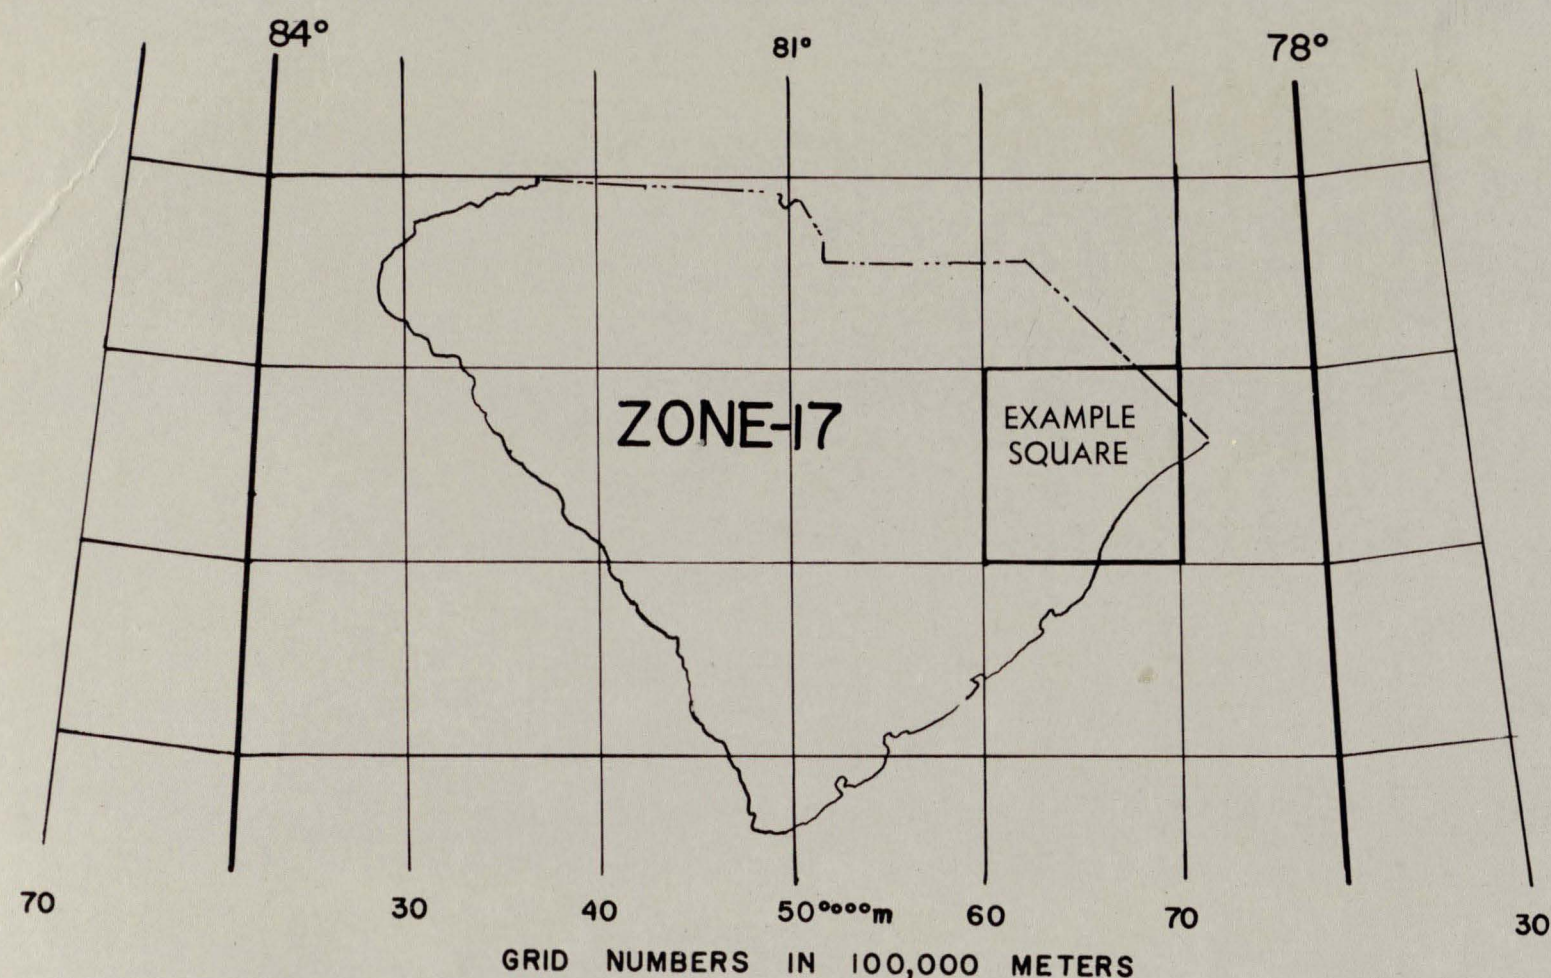 84° 81° 78°
ZONE-17
EXAMPLE
SQUARE
70 30 40 50⁰⁰⁰⁰m 60 70 30
GRID NUMBERS IN 100,000 METERS